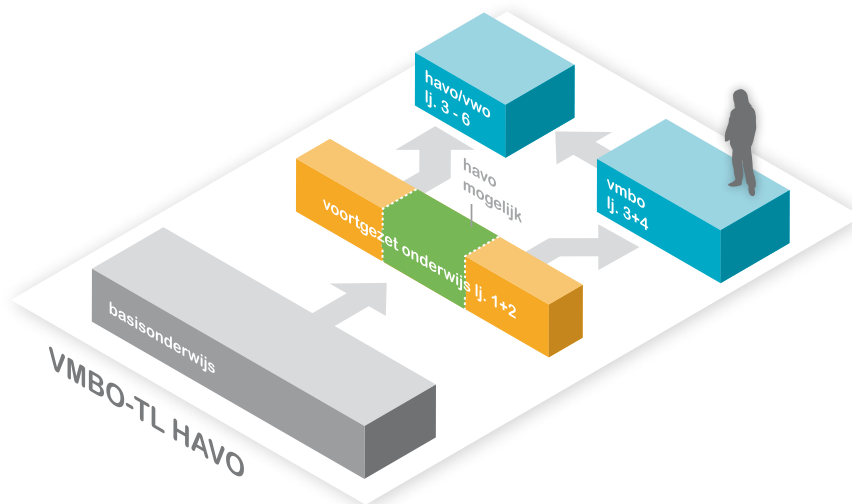 havo/vwo
lj. 3 - 6
havo
mogelijk
vmbo
lj. 3+4
voortgezet onderwijs lj. 1+2
basisonderwijs
VMBO-TL HAVO